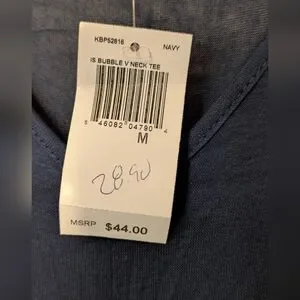 KBP52816 NAVY
IS BUBBLE V NECK TEE
6 46082 04790 4
M
28.90
MSRP $44.00